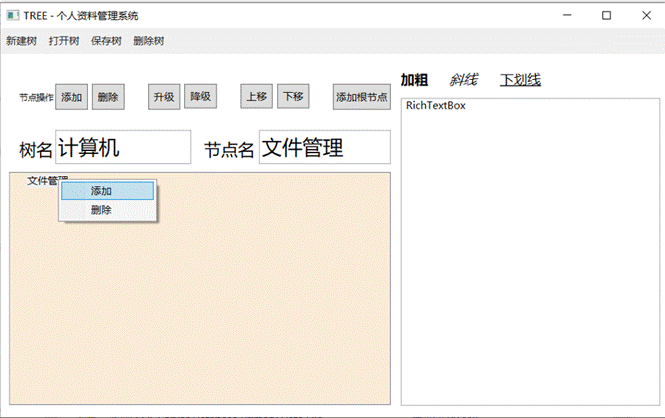 TREE - 个人资料管理系统
新建树 打开树 保存树 删除树
节点操作 添加 删除 升级 降级 上移 下移 添加根节点
加粗 斜线 下划线
树名 计算机 节点名 文件管理
RichTextBox
文件管理
添加
删除